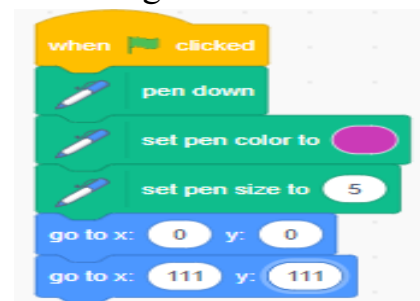 when clicked
pen down
set pen color to
set pen size to 5
go to x: 0 y: 0
go to x: 111 y: 111